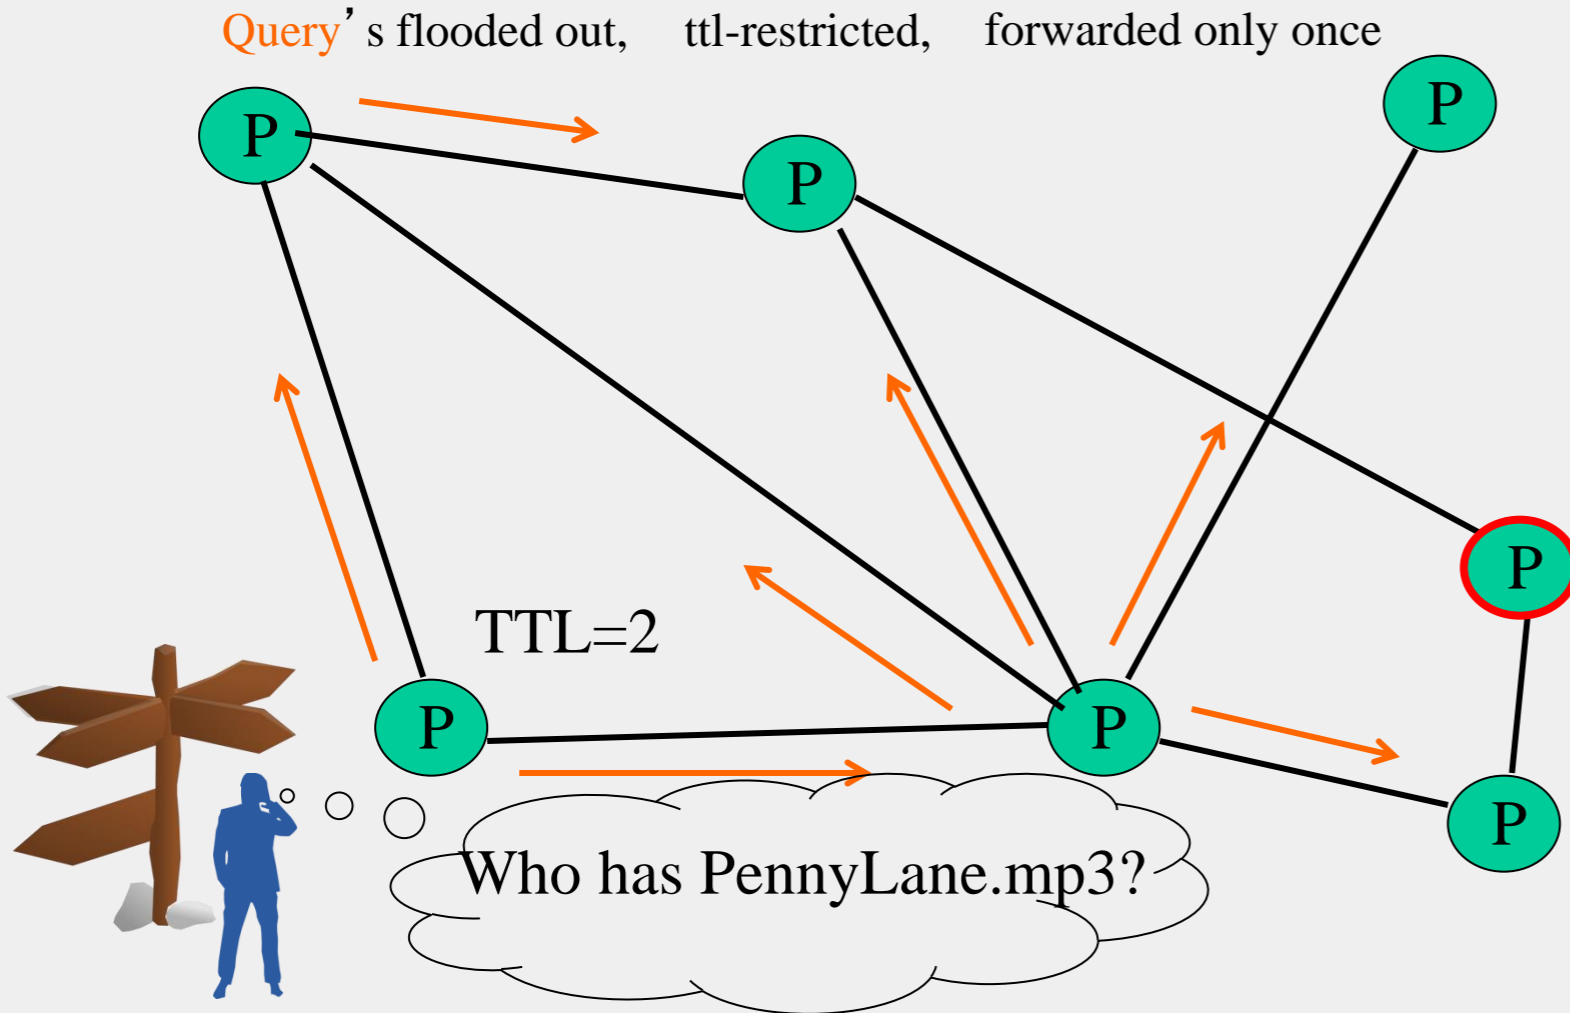 Query’s flooded out, ttl-restricted, forwarded only once
P
P
P
P
TTL=2
P
P
P
Who has PennyLane.mp3?